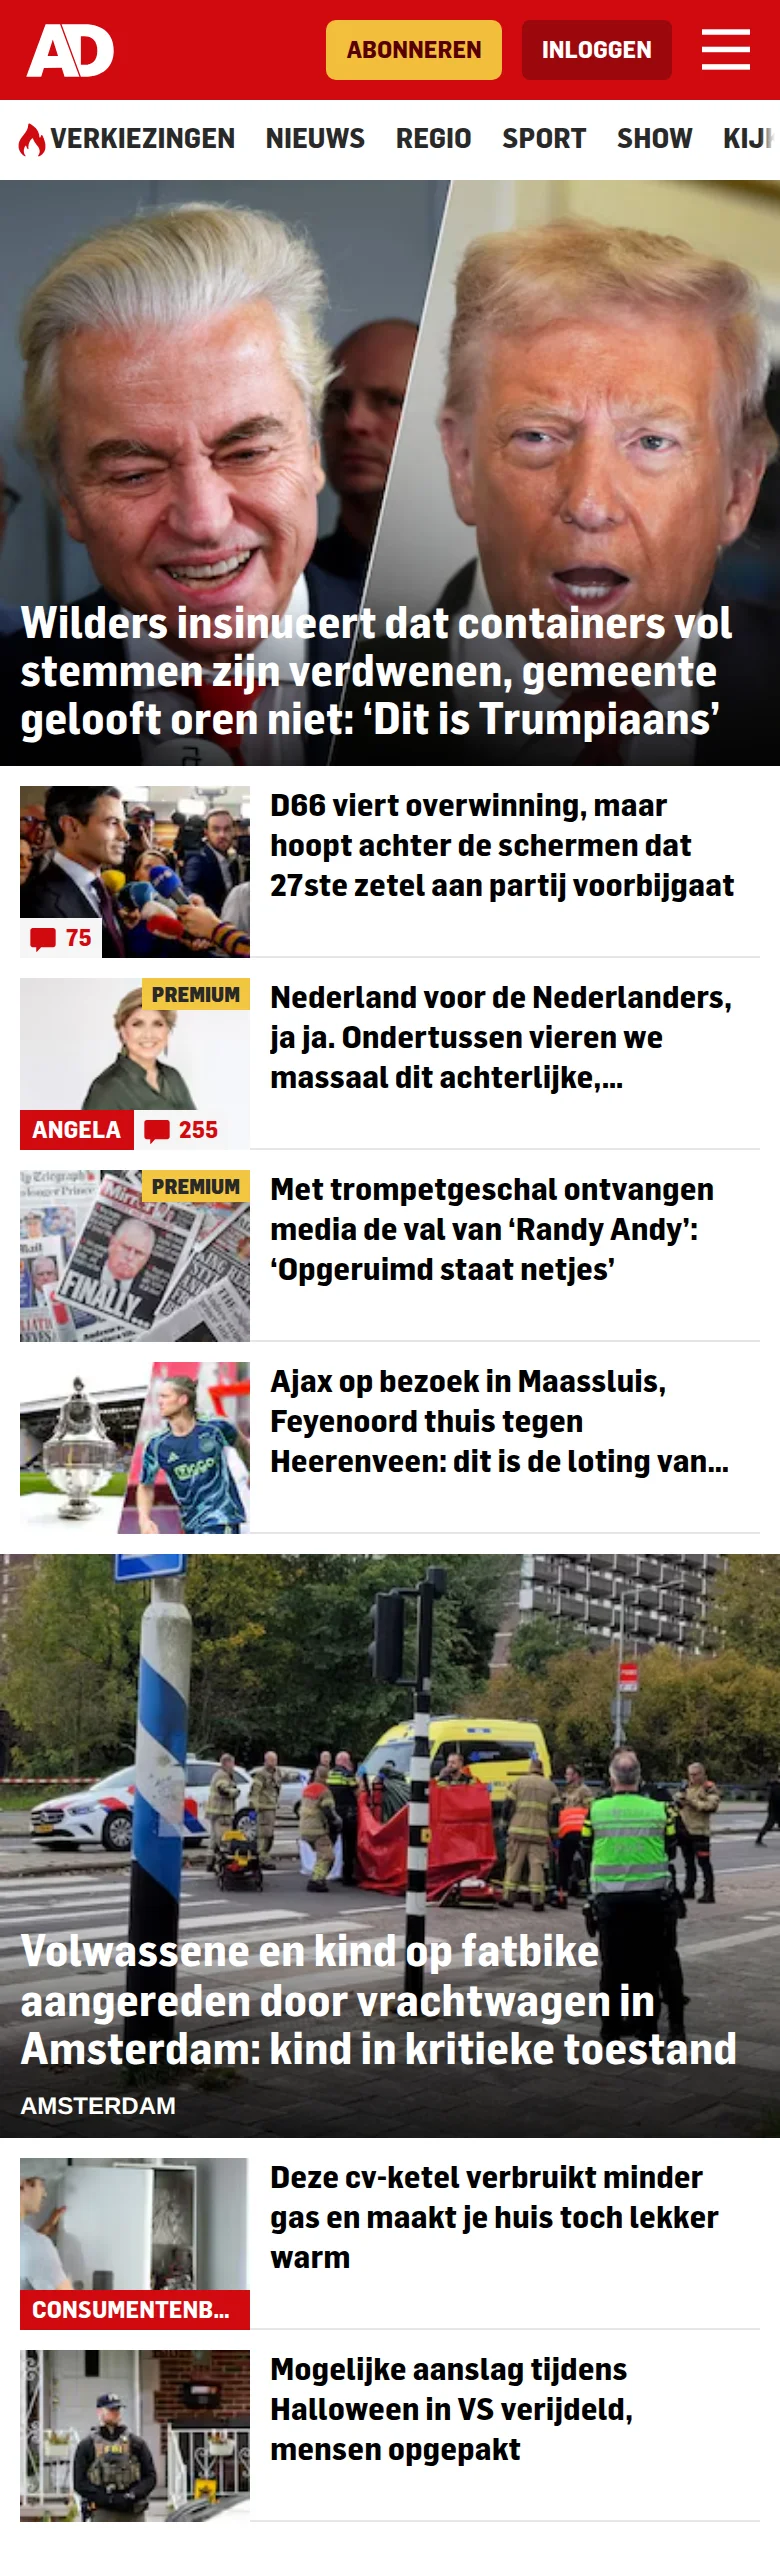 AD
ABONNEREN
INLOGGEN
VERKIEZINGEN NIEUWS REGIO SPORT SHOW
Wilders insinueert dat containers vol
stemmen zijn verdwenen, gemeente
gelooft oren niet: ‘Dit is Trumpiaans’
D66 viert overwinning, maar
hoopt achter de schermen dat
27ste zetel aan partij voorbijgaat
75
PREMIUM
Nederland voor de Nederlanders,
ja ja. Ondertussen vieren we
massaal dit achterlijke,...
ANGELA
255
PREMIUM
Met trompetgeschal ontvangen
media de val van ‘Randy Andy’:
‘Opgeruimd staat netjes’
Mirror
FINALLY...
Ajax op bezoek in Maassluis,
Feyenoord thuis tegen
Heerenveen: dit is de loting van...
ZIGGO
Volwassene en kind op fatbike
aangereden door vrachtwagen in
Amsterdam: kind in kritieke toestand
AMSTERDAM
Deze cv-ketel verbruikt minder
gas en maakt je huis toch lekker
warm
CONSUMENTENB...
Mogelijke aanslag tijdens
Halloween in VS verijdeld,
mensen opgepakt
FBI